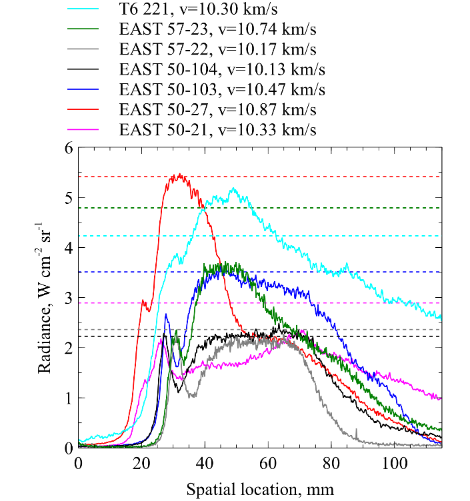 T6 221, v=10.30 km/s
EAST 57-23, v=10.74 km/s
EAST 57-22, v=10.17 km/s
EAST 50-104, v=10.13 km/s
EAST 50-103, v=10.47 km/s
EAST 50-27, v=10.87 km/s
EAST 50-21, v=10.33 km/s
6
5
4
3
2
1
0
Radiance, W cm⁻² sr⁻¹
0 20 40 60 80 100
Spatial location, mm